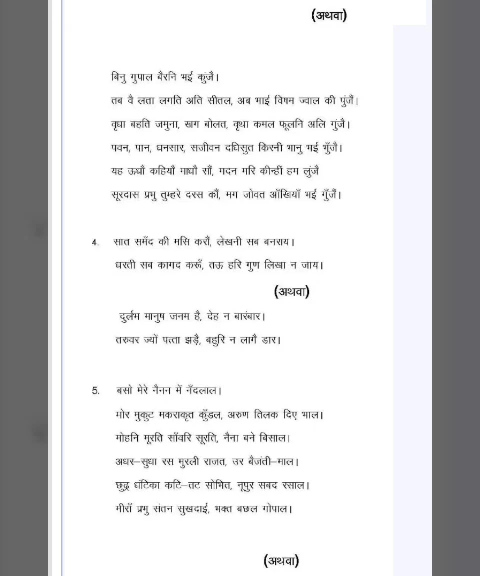 (अथवा)
बिनु गुपाल बैरनि भई कुंजैं।
तब वै लता लगति अति सीतल, अब भाई विषम ज्वाल की पुंजैं।
वृथा बहति जमुना, खग बोलत, वृथा कमल फूलनि अलि गुंजैं।
पवन, पान, घनसार, सजीवन दधिसुत किरनी भानु भई भुँजैं।
यह ऊधौ कहियौ माधौ सौं, मदन मारि कीन्हीं हम लुंजैं
सूरदास प्रभु तुम्हरे दरस कौं, मग जोवत अँखियाँ भई गुँजैं।
4. सात समँद की मसि करौं, लेखनी सब बनराय।
धरती सब कागद करूँ, तऊ हरि गुण लिखा न जाय।
(अथवा)
दुर्लभ मानुष जनम है, देह न बारंबार।
तरुवर ज्यों पत्ता झड़ै, बहुरि न लागै डार।
5. बसो मेरे नैनन में नँदलाल।
मोर मुकुट मकराकृत कुँडल, अरुण तिलक दिए भाल।
मोहनि मूरति साँवरि सूरति, नैना बने बिसाल।
अधर–सुधा रस मुरली राजत, उर बैजंती–माल।
छुद्र घंटिका कटि–तट सोभित, नूपुर सबद रसाल।
मीराँ प्रभु संतन सुखदाई, भक्त बछल गोपाल।
(अथवा)